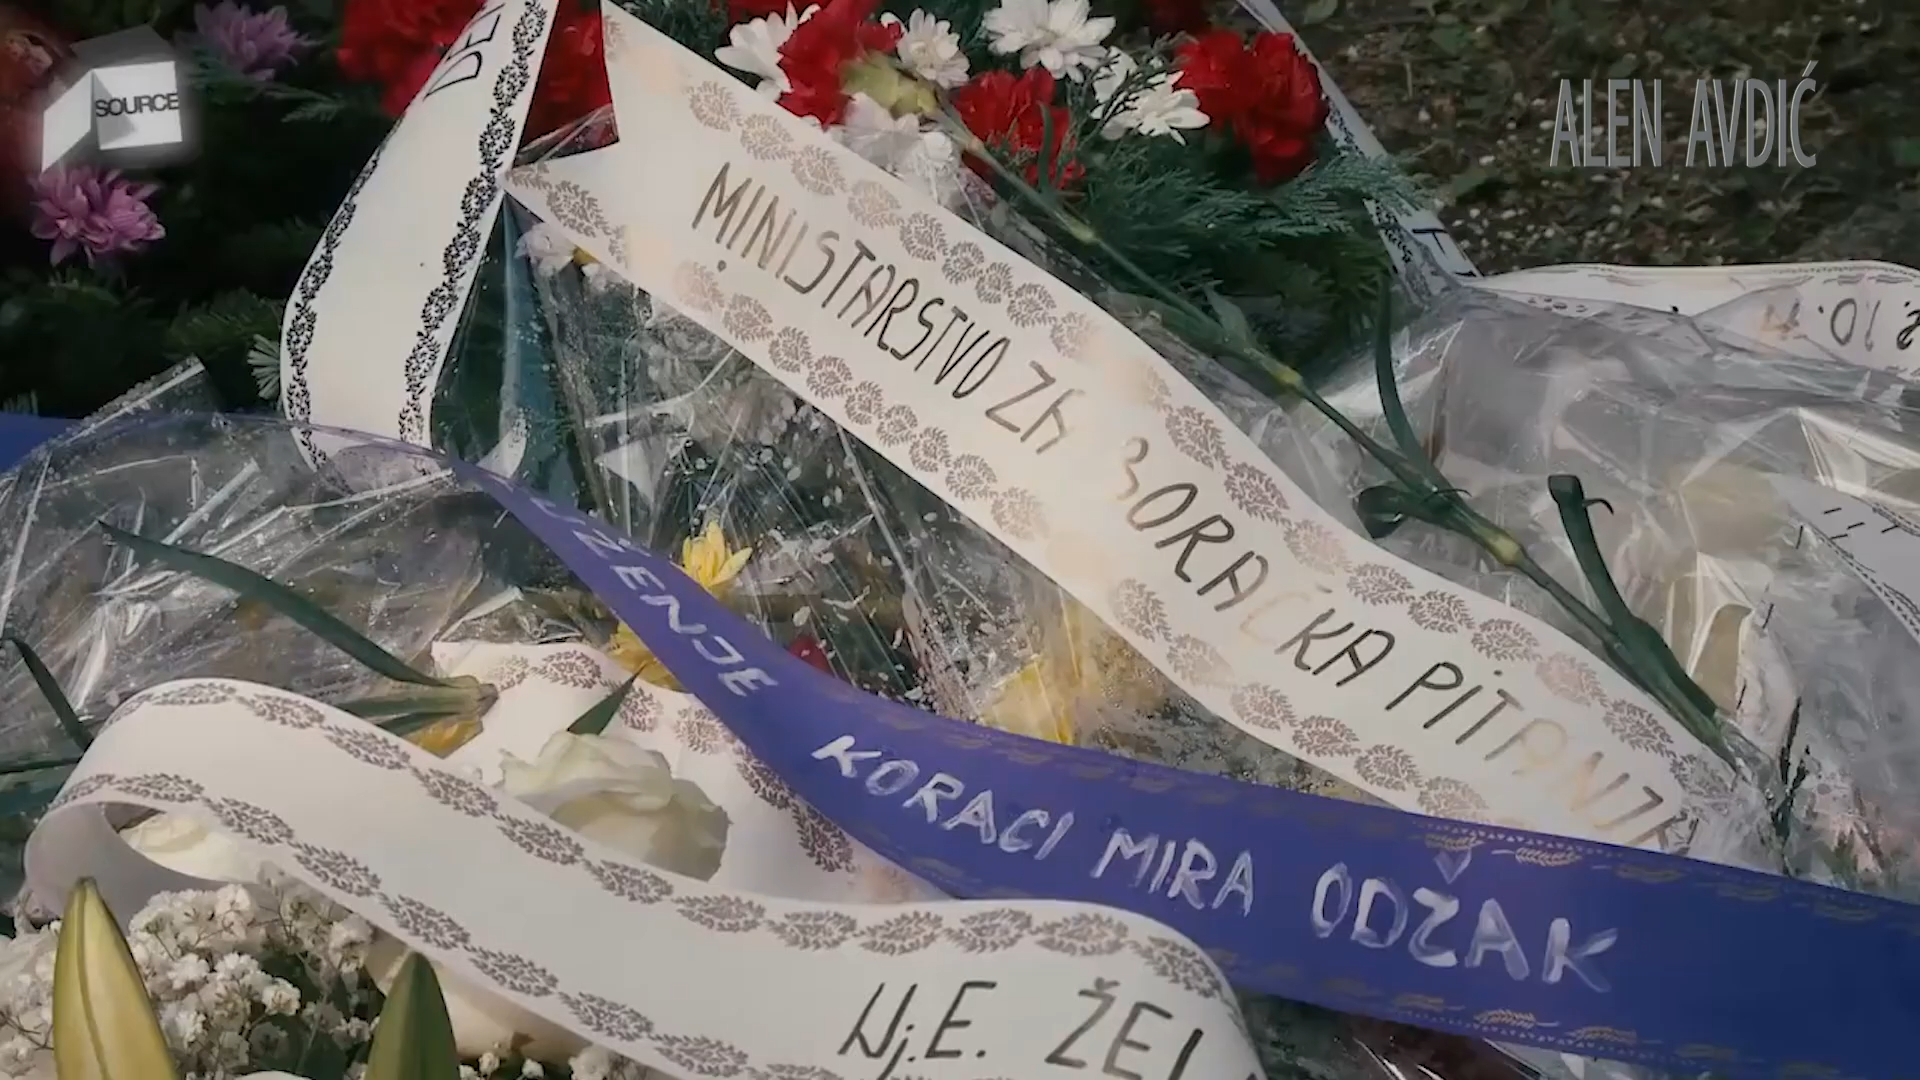 SOURCE
ALEN AVDIĆ
MINISTARSTVO ZA BORAČKA PITANJA
KORACI MIRA ODŽAK
Nj.E.